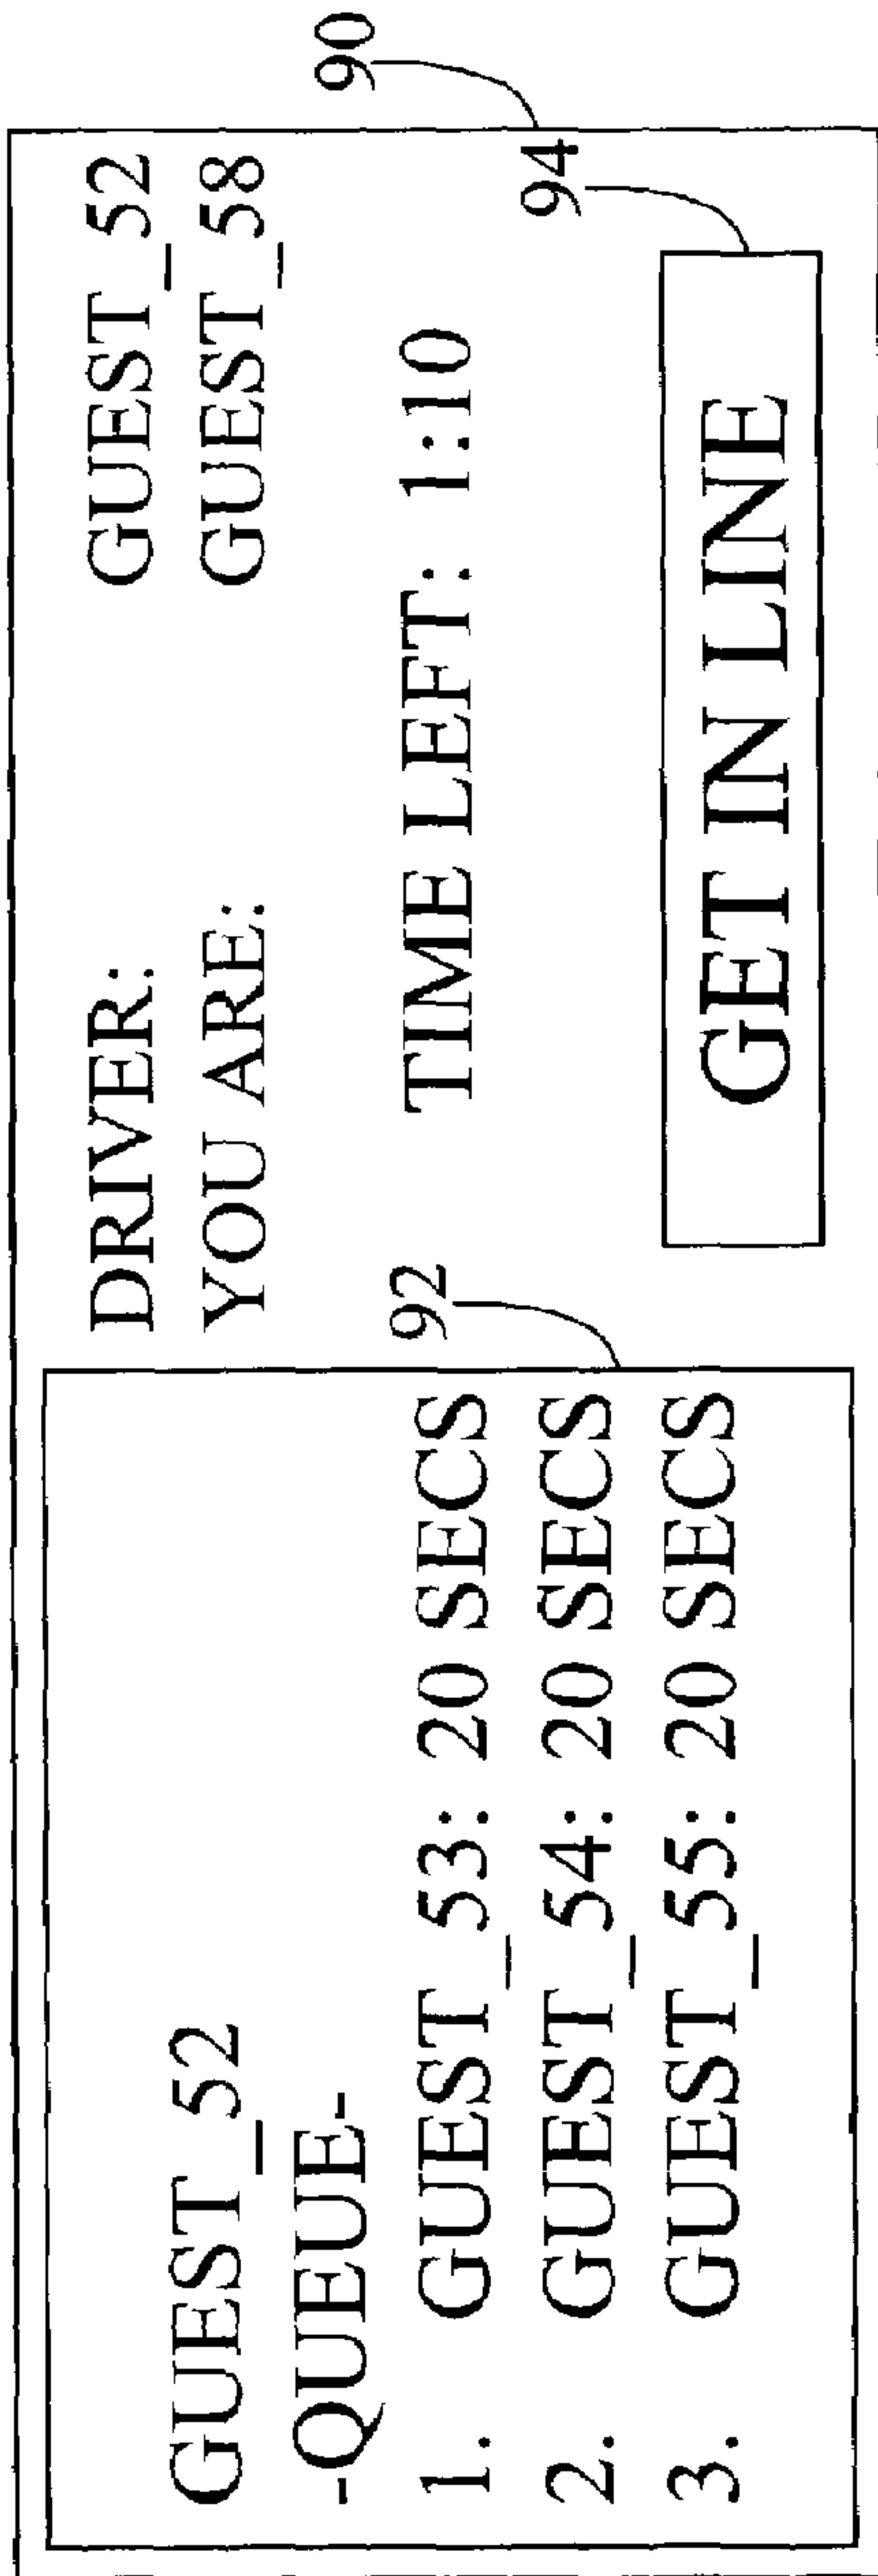 GUEST_52
-QUEUE-
1. GUEST_53: 20 SECS
2. GUEST_54: 20 SECS
3. GUEST_55: 20 SECS
92
DRIVER: GUEST_52
YOU ARE: GUEST_58
TIME LEFT: 1:10
GET IN LINE
94
90